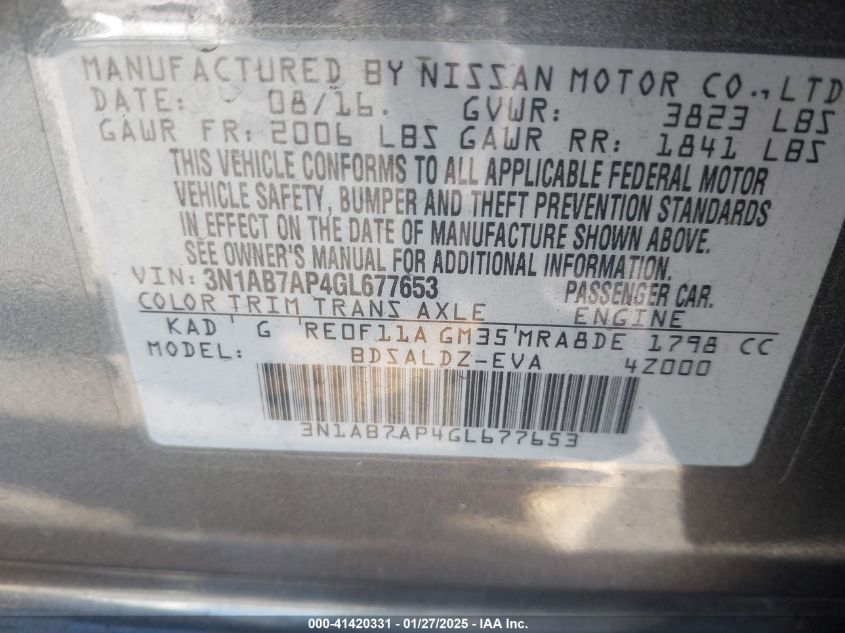 MANUFACTURED BY NISSAN MOTOR CO., LTD
DATE: 08/16. GVWR: 3823 LBS
GAWR FR: 2006 LBS GAWR RR: 1841 LBS
THIS VEHICLE CONFORMS TO ALL APPLICABLE FEDERAL MOTOR
VEHICLE SAFETY, BUMPER AND THEFT PREVENTION STANDARDS
IN EFFECT ON THE DATE OF MANUFACTURE SHOWN ABOVE.
SEE OWNER'S MANUAL FOR ADDITIONAL INFORMATION.
VIN: 3N1AB7AP4GL677653 PASSENGER CAR.
COLOR TRIM TRANS AXLE ENGINE
KAD G RE0F11A GM35 MRA8DE 1798 CC
MODEL: BDSALDZ-EVA 4Z000
3N1AB7AP4GL677653
000-41420331 | 01/27/2025 - IAA Inc.